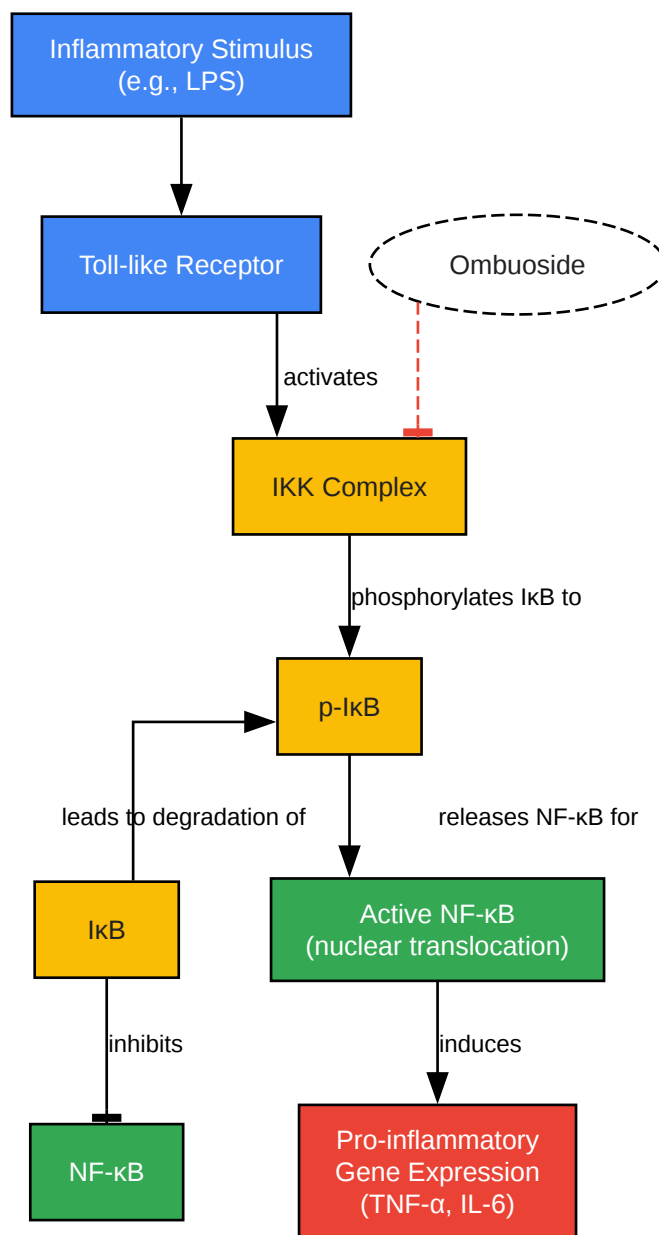 Inflammatory Stimulus
(e.g., LPS)
Toll-like Receptor
Ombuoside
activates
IKK Complex
phosphorylates IκB to
p-IκB
leads to degradation of
releases NF-κB for
IκB
Active NF-κB
(nuclear translocation)
inhibits
induces
NF-κB
Pro-inflammatory
Gene Expression
(TNF-α, IL-6)